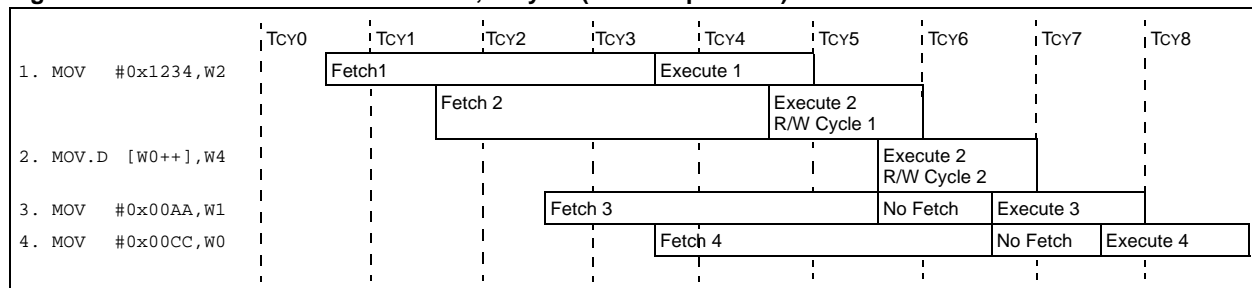 TCY0 TCY1 TCY2 TCY3 TCY4 TCY5 TCY6 TCY7 TCY8
1. MOV #0x1234,W2 Fetch1 Execute 1
Fetch 2 Execute 2
R/W Cycle 1
2. MOV.D [W0++],W4 Execute 2
R/W Cycle 2
3. MOV #0x00AA,W1 Fetch 3 No Fetch Execute 3
4. MOV #0x00CC,W0 Fetch 4 No Fetch Execute 4